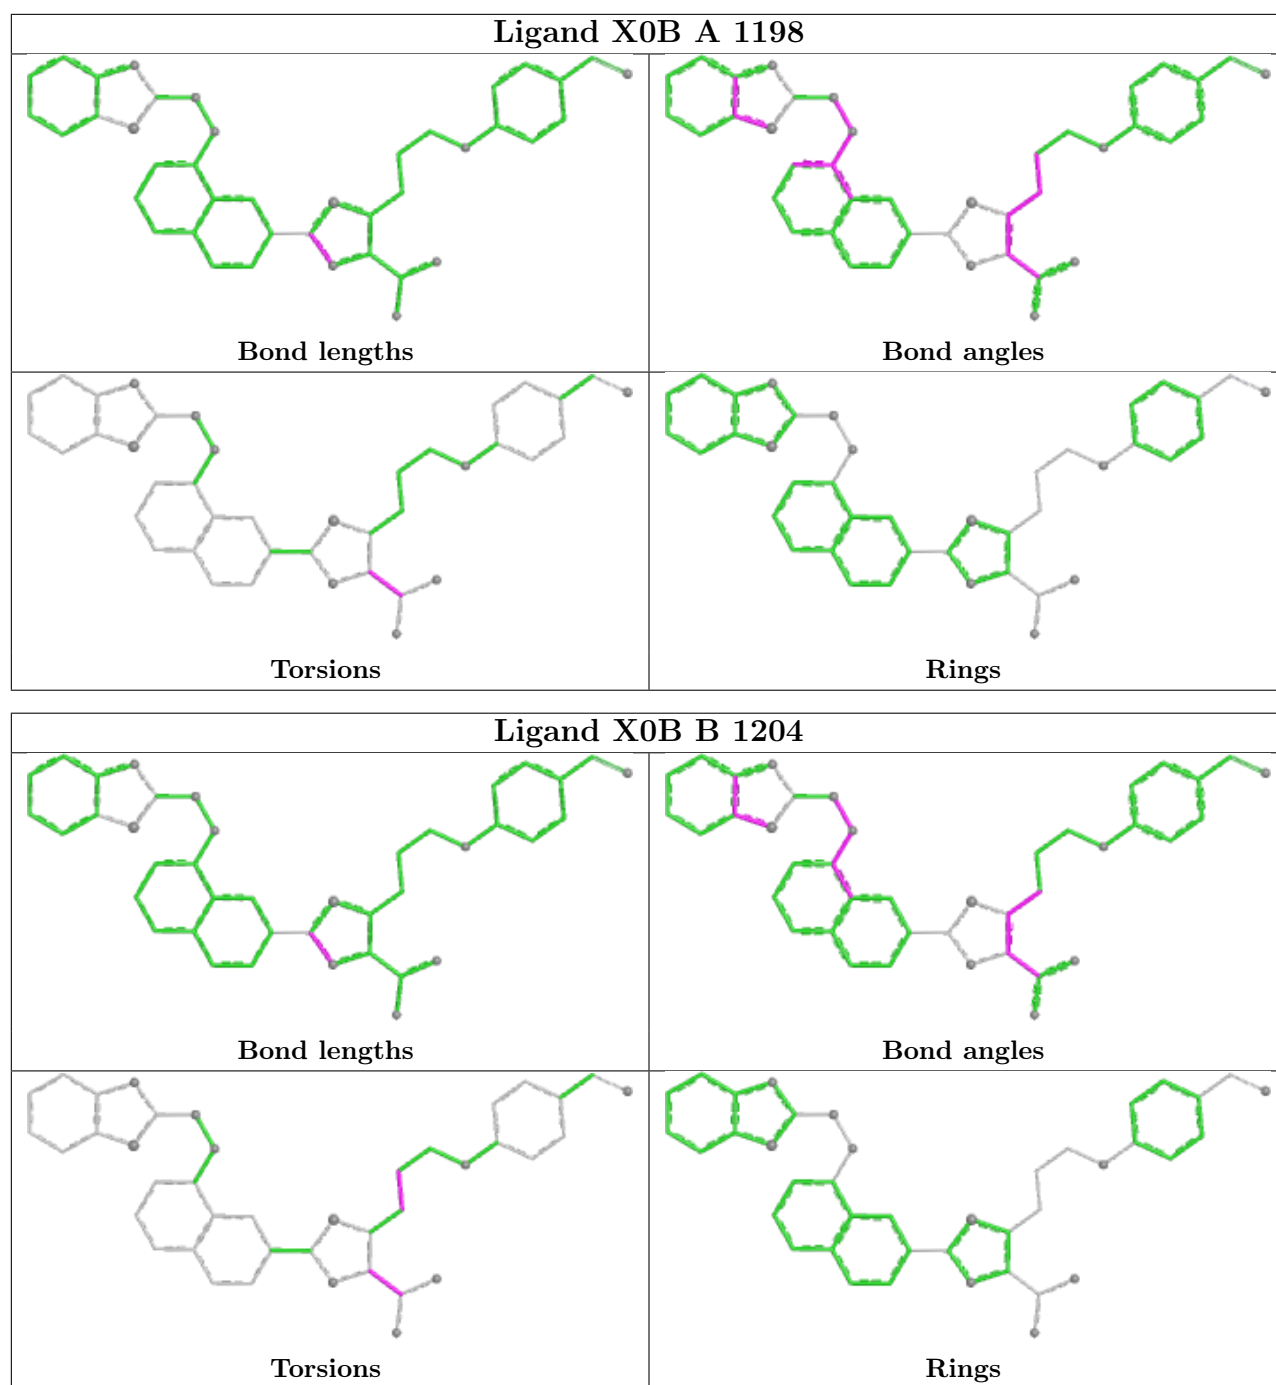 Ligand X0B A 1198
Bond lengths
Bond angles
Torsions
Rings
Ligand X0B B 1204
Bond lengths
Bond angles
Torsions
Rings